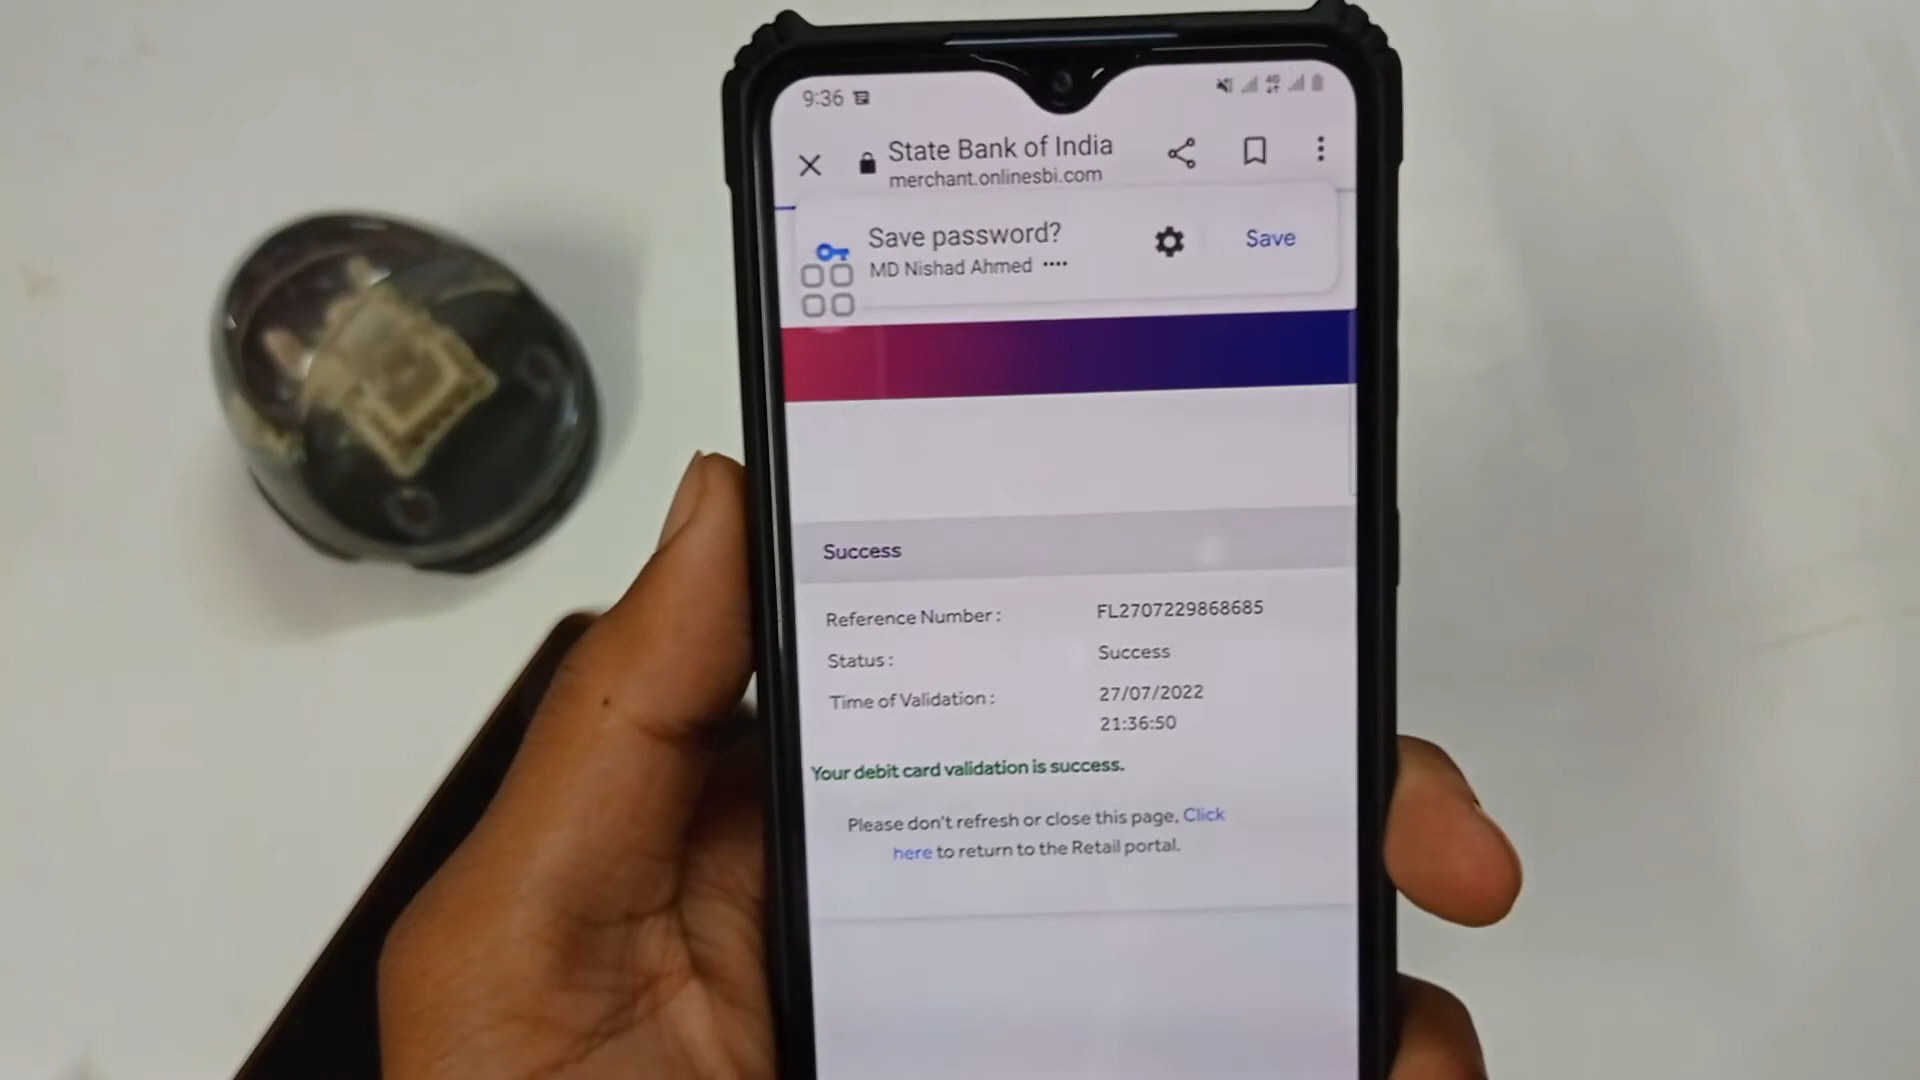 9:36
4G
State Bank of India
merchant.onlinesbi.com
Save password?
Save
MD Nishad Ahmed ••••
Success
Reference Number : FL2707229868685
Status : Success
Time of Validation : 27/07/2022
21:36:50
Your debit card validation is success.
Please don't refresh or close this page, Click
here to return to the Retail portal.